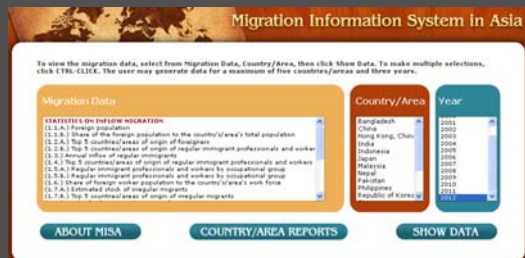 Migration Information System in Asia
To view the migration data, select from Migration Data, Country/Area, then click Show Data. To make multiple selections,
click CTRL-CLICK. The user may generate data for a maximum of five countries/areas and three years.
Migration Data
STATISTICS ON INFLOW MIGRATION
(1.1.A.) Foreign population
(1.1.B.) Share of the foreign population to the country's/area's total population
(1.2.A.) Top 5 countries/areas of origin of foreigners
(1.2.B.) Top 5 countries/areas of origin of regular immigrant professionals and worker
(1.3.) Annual inflow of regular immigrants
(1.4.) Top 5 countries/areas of origin of regular immigrant professionals and workers
(1.5.A.) Regular immigrant professionals and workers by occupational group
(1.5.B.) Regular immigrant professionals and workers by occupational group
(1.6.) Share of foreign worker population to the country's/area's work force
(1.7.A.) Estimated stock of irregular migrants
(1.7.B.) Top 5 countries/areas of origin of irregular migrants
Country/Area
Bangladesh
China
Hong Kong, China
India
Indonesia
Japan
Malaysia
Nepal
Pakistan
Philippines
Republic of Korea
Year
2001
2002
2003
2004
2005
2006
2007
2008
2009
2010
2011
2012
ABOUT MISA
COUNTRY/AREA REPORTS
SHOW DATA